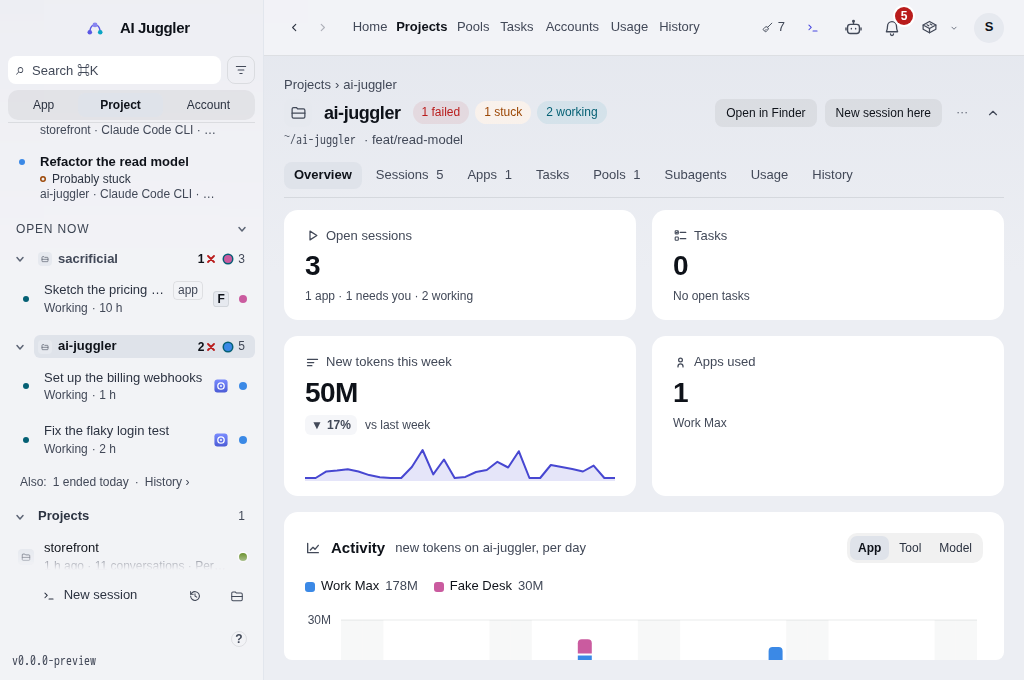 AI Juggler
Search ⌘K
App Project Account
storefront · Claude Code CLI · …
Refactor the read model
Probably stuck
ai-juggler · Claude Code CLI · …
OPEN NOW
sacrificial 1 3
Sketch the pricing … app
Working · 10 h F
ai-juggler 2 5
Set up the billing webhooks
Working · 1 h
Fix the flaky login test
Working · 2 h
Also: 1 ended today · History ›
Projects 1
storefront
1 h ago · 11 conversations · Per
New session
?
v0.0.0-preview
‹ › Home Projects Pools Tasks Accounts Usage History 7 5 S
Projects › ai-juggler
ai-juggler 1 failed 1 stuck 2 working Open in Finder New session here ···
~/ai-juggler · feat/read-model
Overview Sessions 5 Apps 1 Tasks Pools 1 Subagents Usage History
Open sessions
3
1 app · 1 needs you · 2 working
Tasks
0
No open tasks
New tokens this week
50M
▼ 17% vs last week
Apps used
1
Work Max
Activity new tokens on ai-juggler, per day App Tool Model
Work Max 178M Fake Desk 30M
30M